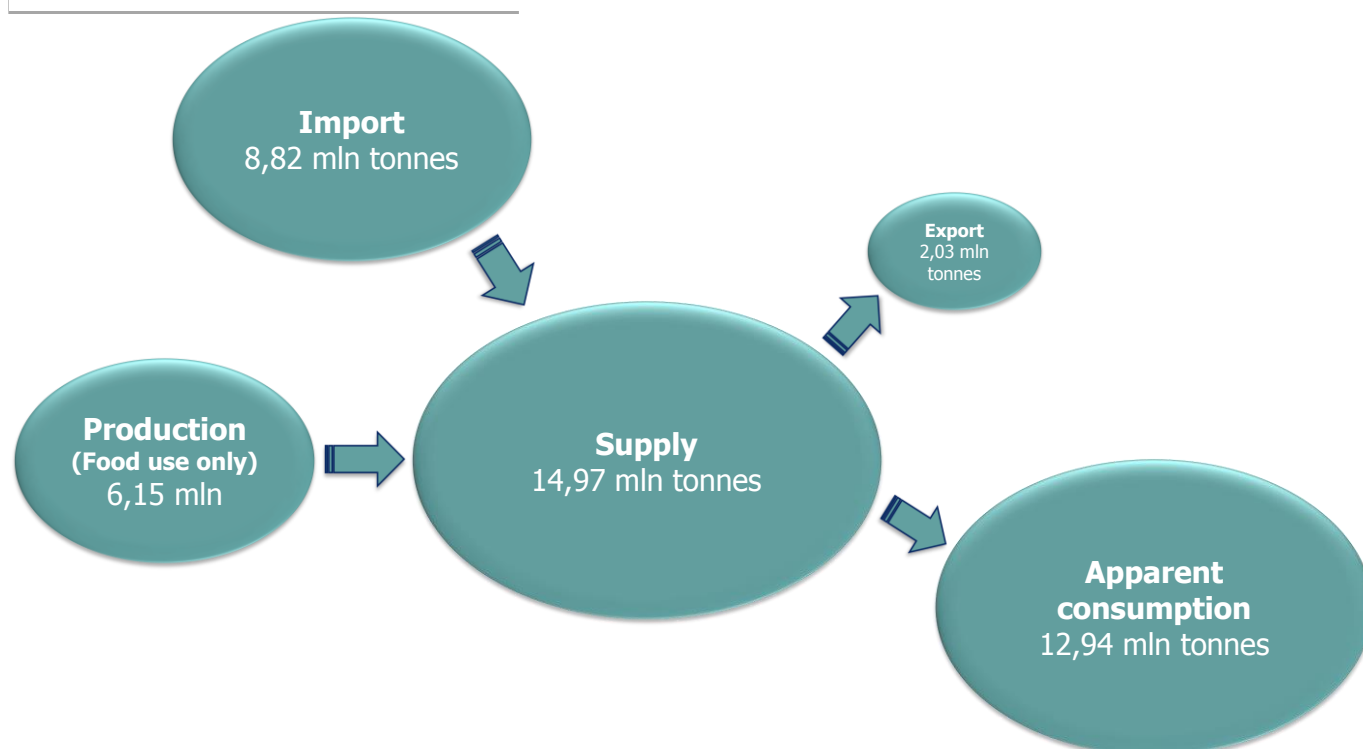 Import
8,82 mln tonnes
Export
2,03 mln
tonnes
Production
(Food use only)
6,15 mln
Supply
14,97 mln tonnes
Apparent
consumption
12,94 mln tonnes